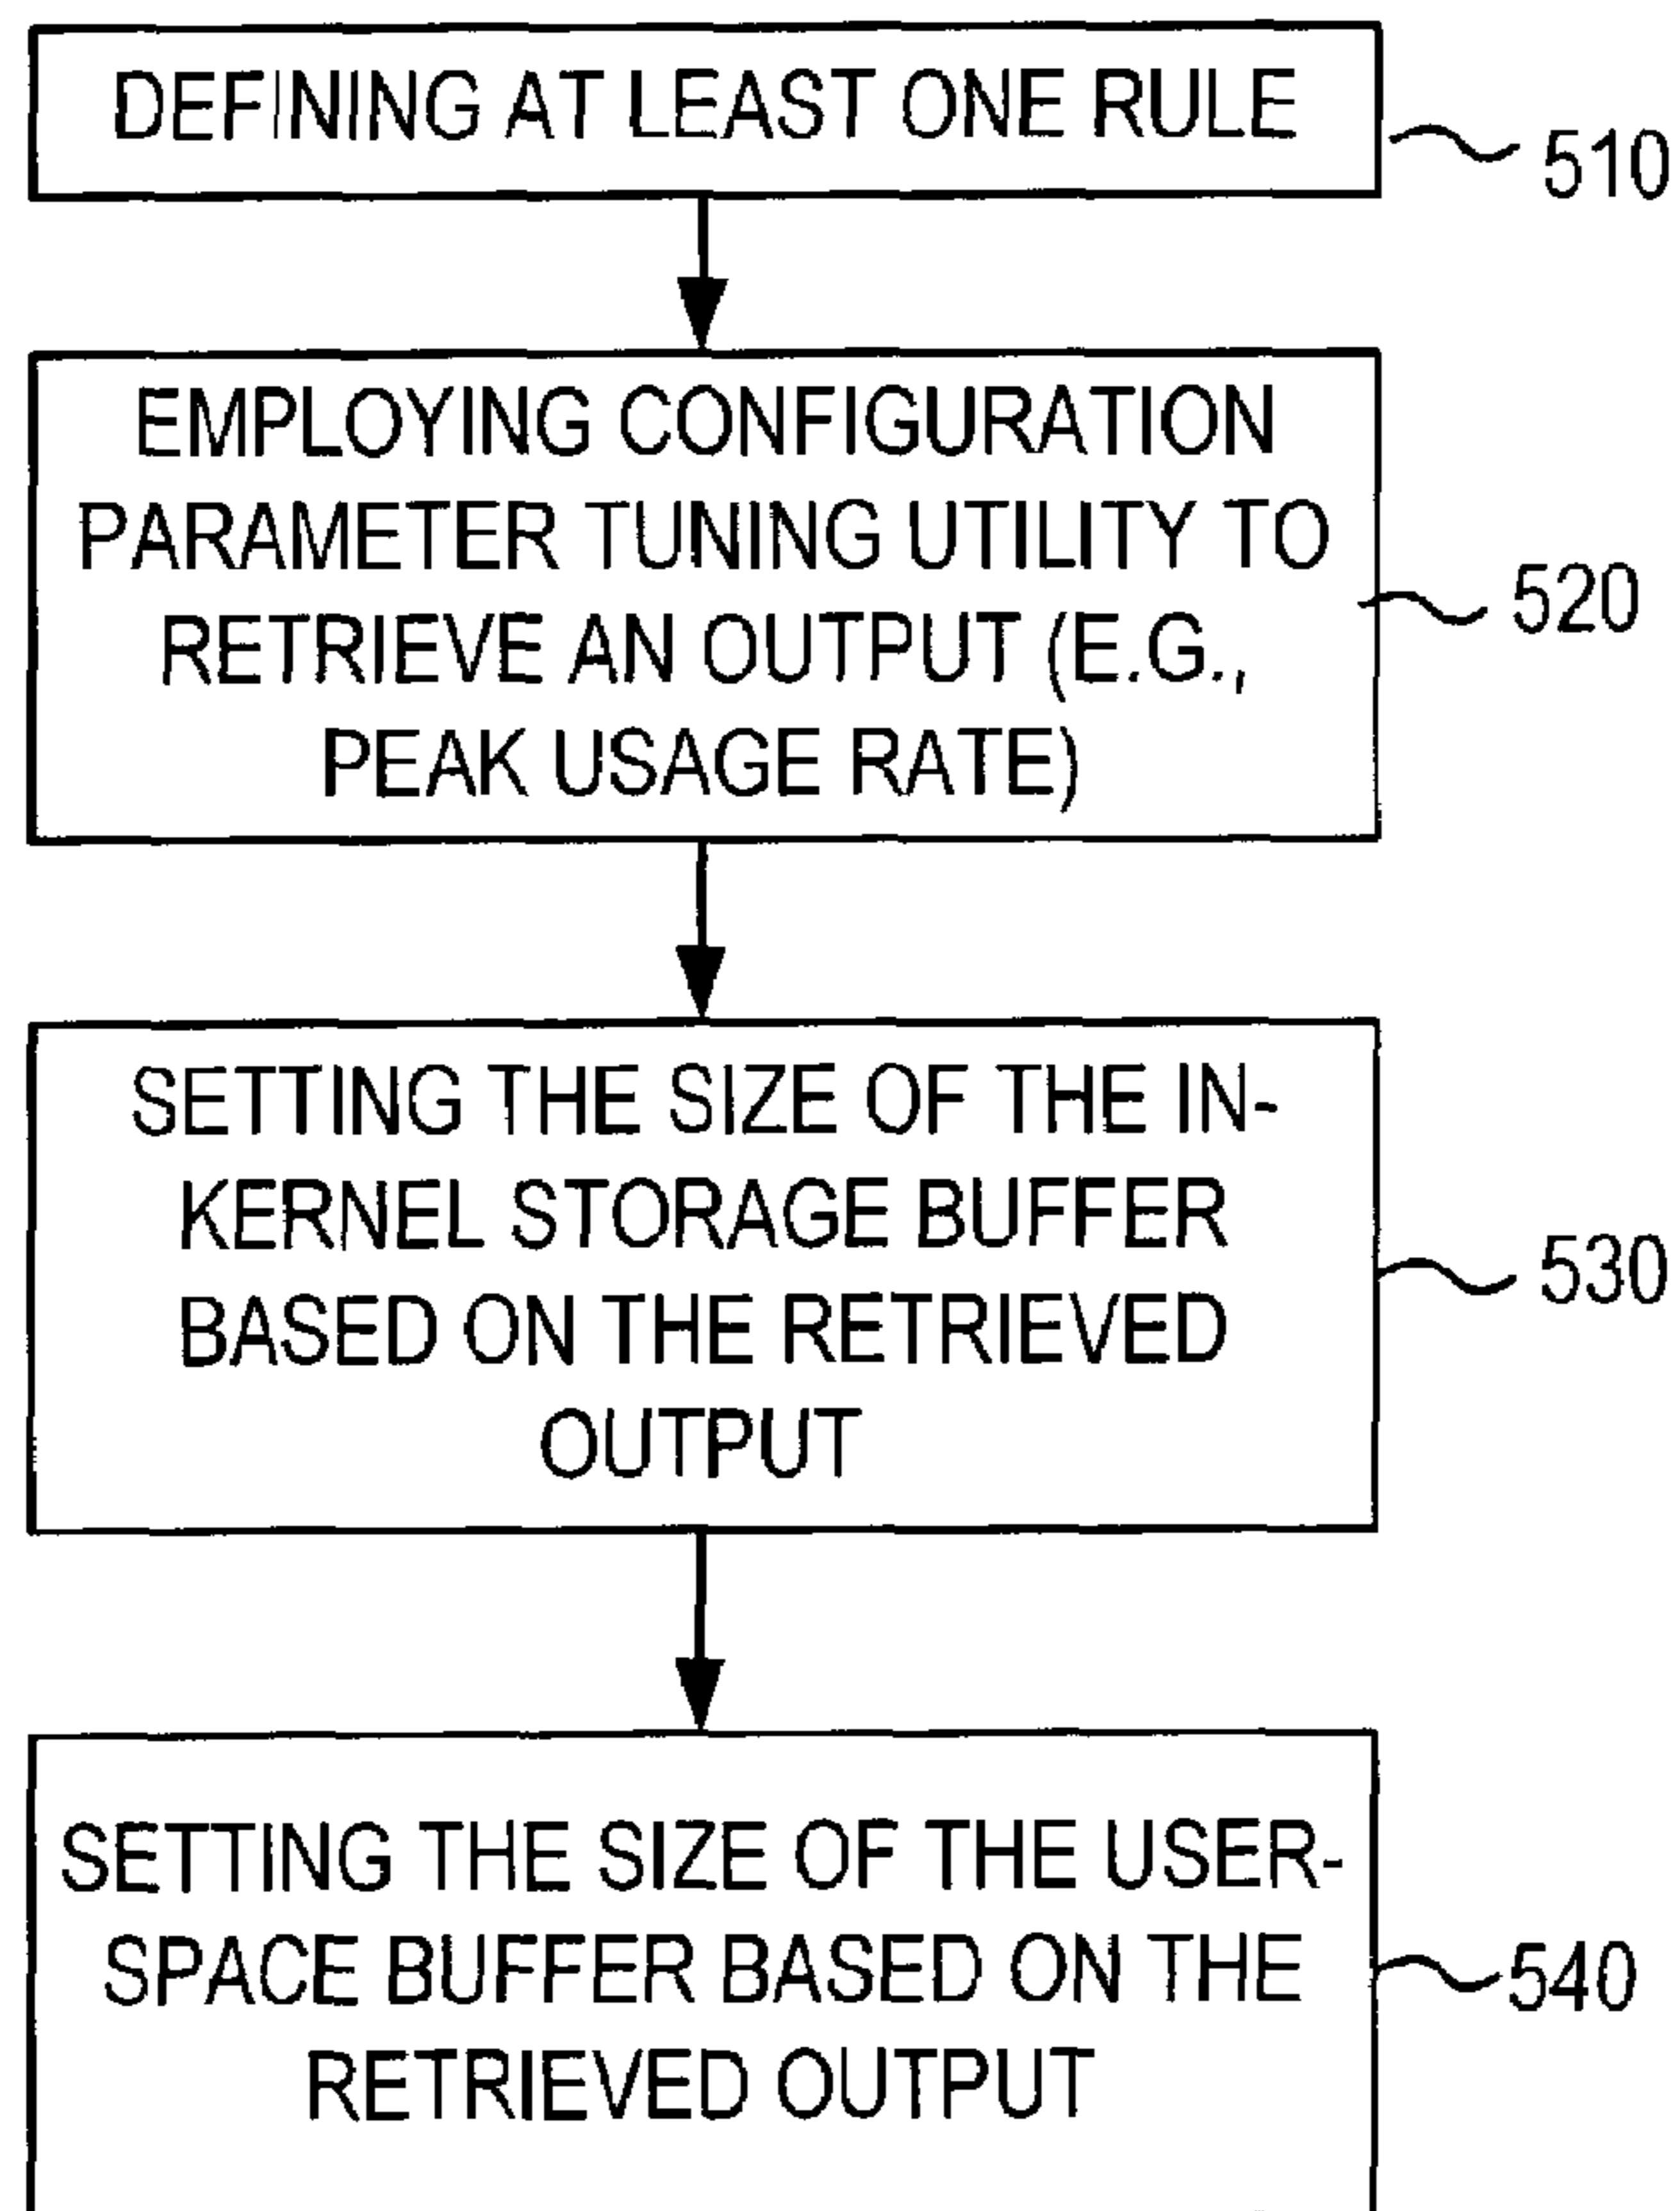 DEFINING AT LEAST ONE RULE
510
EMPLOYING CONFIGURATION
PARAMETER TUNING UTILITY TO
RETRIEVE AN OUTPUT (E.G.,
PEAK USAGE RATE)
520
SETTING THE SIZE OF THE IN-
KERNEL STORAGE BUFFER
BASED ON THE RETRIEVED
OUTPUT
530
SETTING THE SIZE OF THE USER-
SPACE BUFFER BASED ON THE
RETRIEVED OUTPUT
540